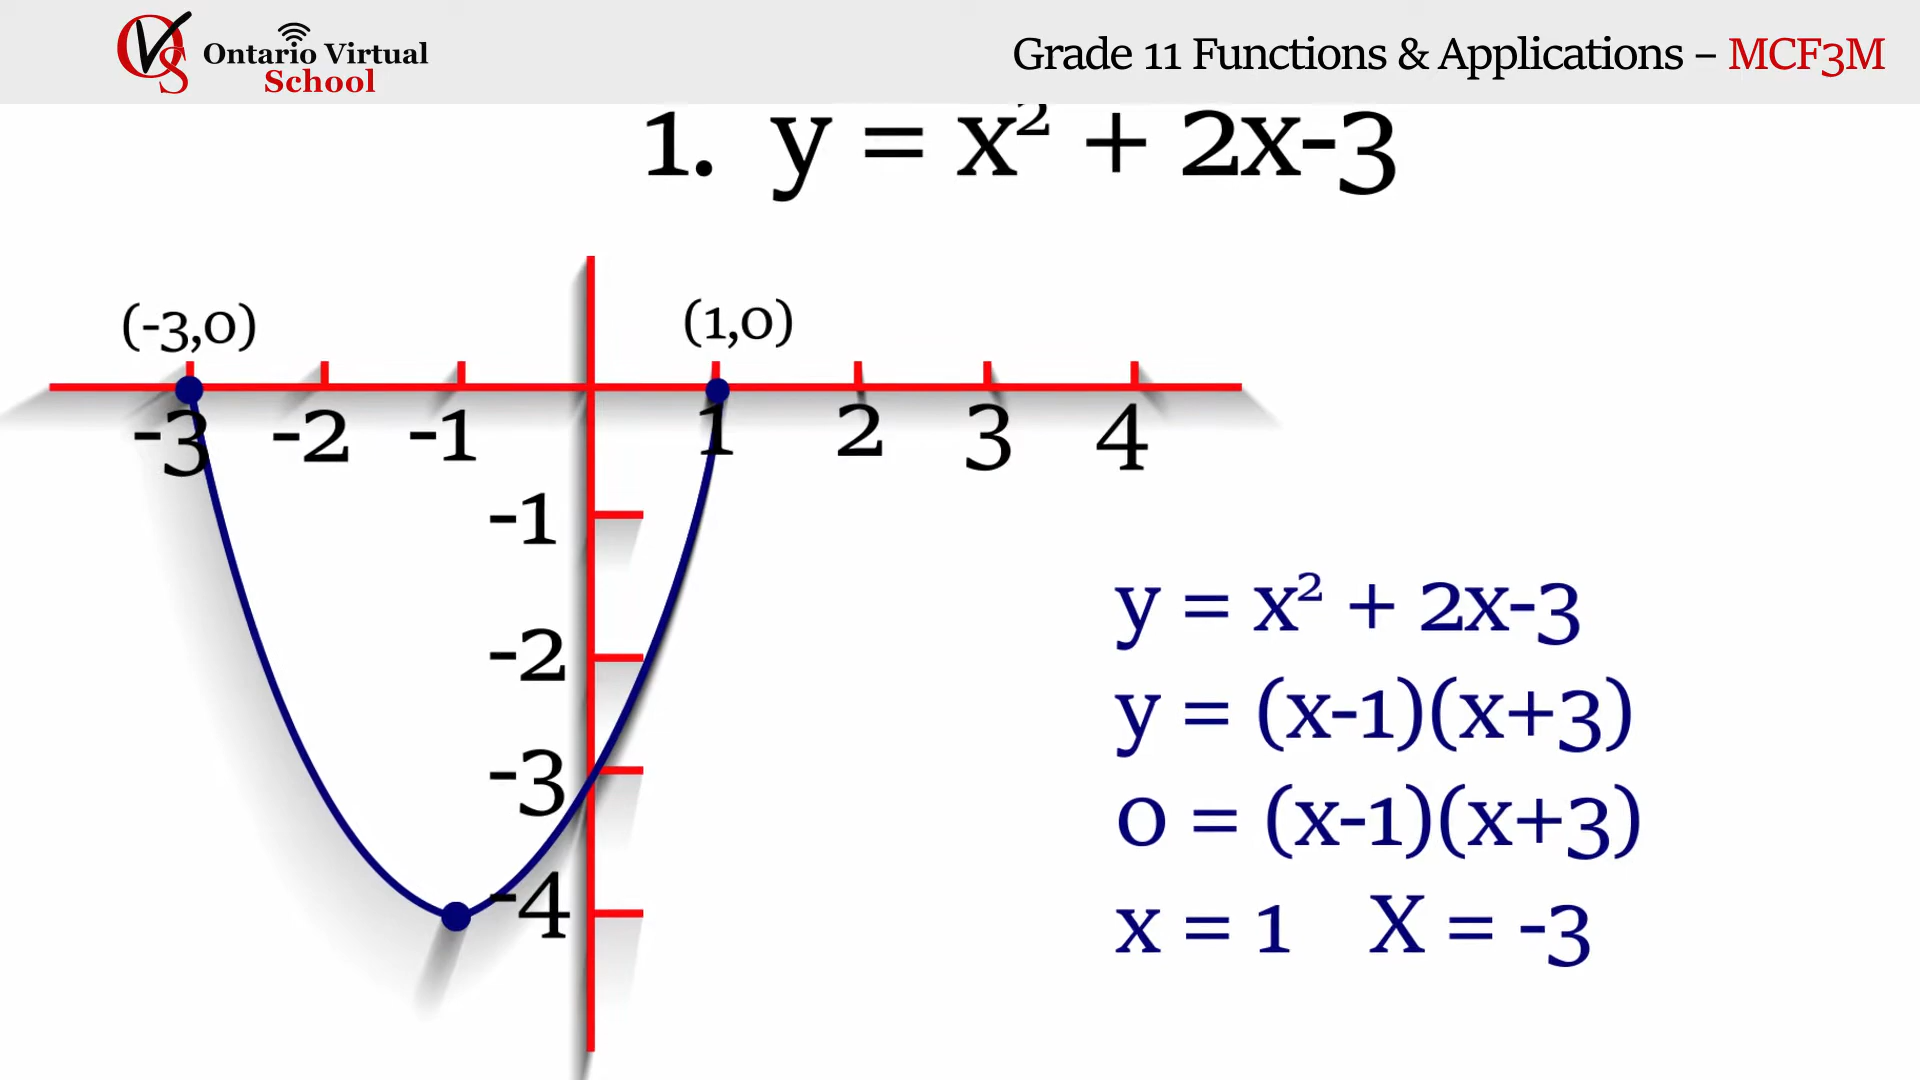 OVS Ontario Virtual
School
Grade 11 Functions & Applications – MCF3M
1. y = x² + 2x-3
(-3,0)
(1,0)
-3 -2 -1 1 2 3 4
-1
-2
-3
-4
y = x² + 2x-3
y = (x-1)(x+3)
0 = (x-1)(x+3)
x = 1 X = -3